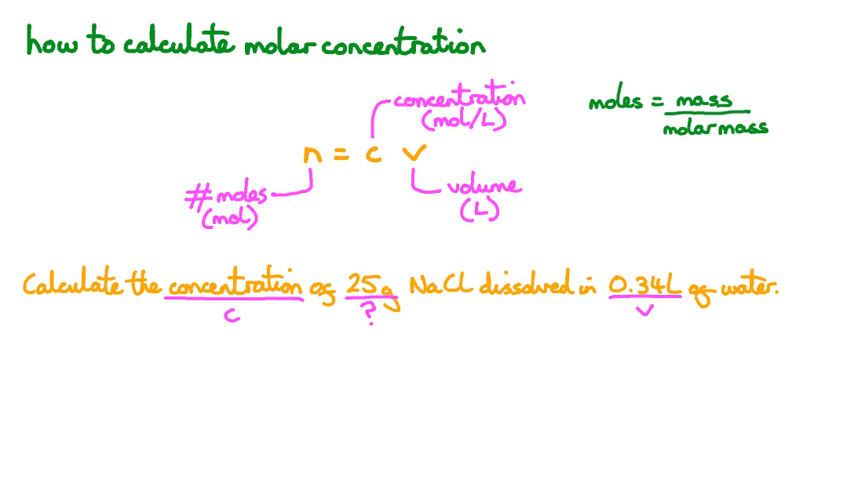 how to calculate molar concentration
concentration
(mol/L)
moles = mass
molar mass
n = c v
# moles
(mol)
volume
(L)
Calculate the concentration of 25g NaCl dissolved in 0.34L of water.
c
?
v